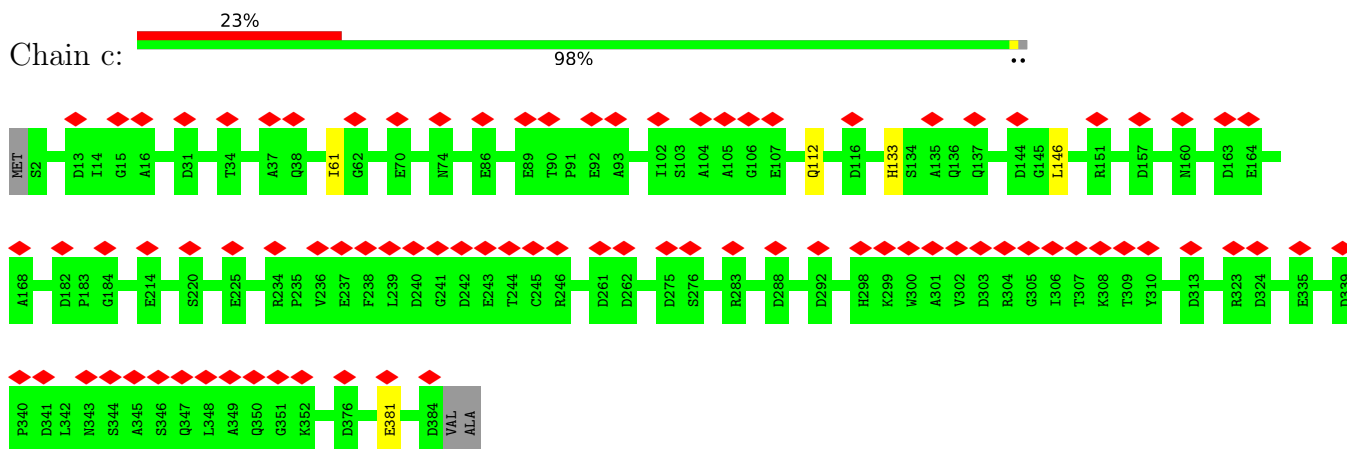 23%
Chain c:
98%
••
MET S2 D13 I14 G15 A16 D31 T34 A37 Q38 I61 G62 E70 N74 E86 E89 T90 P91 E92 A93 I102 S103 A104 A105 G106 E107 Q112 D116 H133 S134 A135 Q136 Q137 D144 G145 L146 R151 D157 N160 D163 E164
A168 D182 P183 G184 E214 S220 E225 R234 P235 V236 E237 F238 L239 D240 G241 D242 E243 T244 C245 R246 D261 D262 D275 S276 R283 D288 D292 H298 K299 W300 A301 V302 D303 R304 G305 I306 T307 K308 T309 Y310 D313 R323 D324 E335 D339
P340 D341 L342 N343 S344 A345 S346 Q347 L348 A349 Q350 G351 K352 D376 E381 D384 VAL ALA